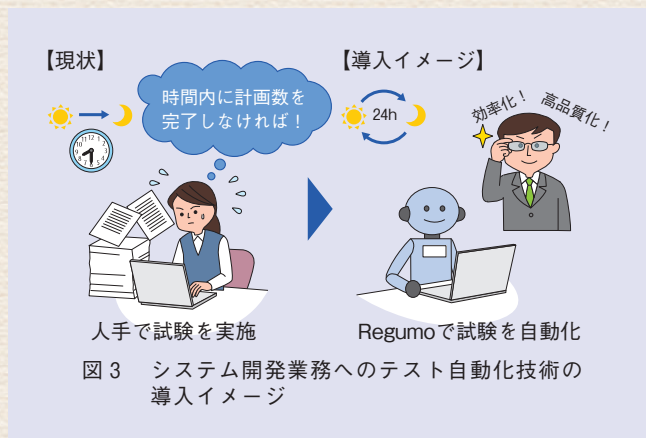 【現状】
時間内に計画数を
完了しなければ！
人手で試験を実施
【導入イメージ】
24h
効率化！
高品質化！
Regumoで試験を自動化
図3　システム開発業務へのテスト自動化技術の
導入イメージ